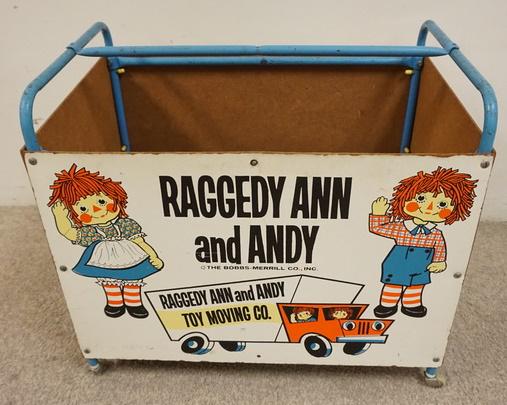 RAGGEDY ANN
and ANDY
© THE BOBBS-MERRILL CO., INC.
RAGGEDY ANN and ANDY
TOY MOVING CO.